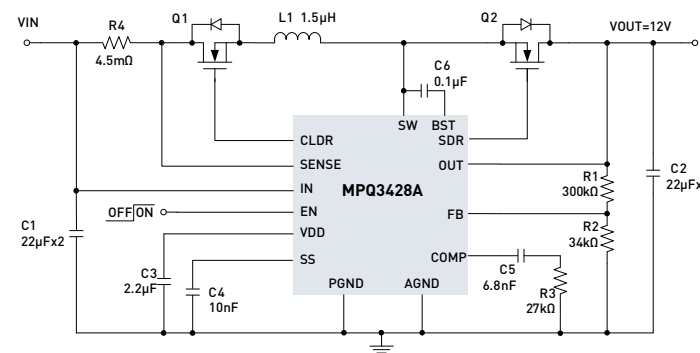 VIN
R4
4.5mΩ
Q1
L1 1.5µH
Q2
VOUT=12V
C6
0.1µF
SW
BST
SDR
CLDR
SENSE
IN
EN
VDD
SS
MPQ3428A
OUT
FB
COMP
PGND
AGND
OFF ON
C1
22µFx2
C3
2.2µF
C4
10nF
C5
6.8nF
R3
27kΩ
R1
300kΩ
R2
34kΩ
C2
22µFx